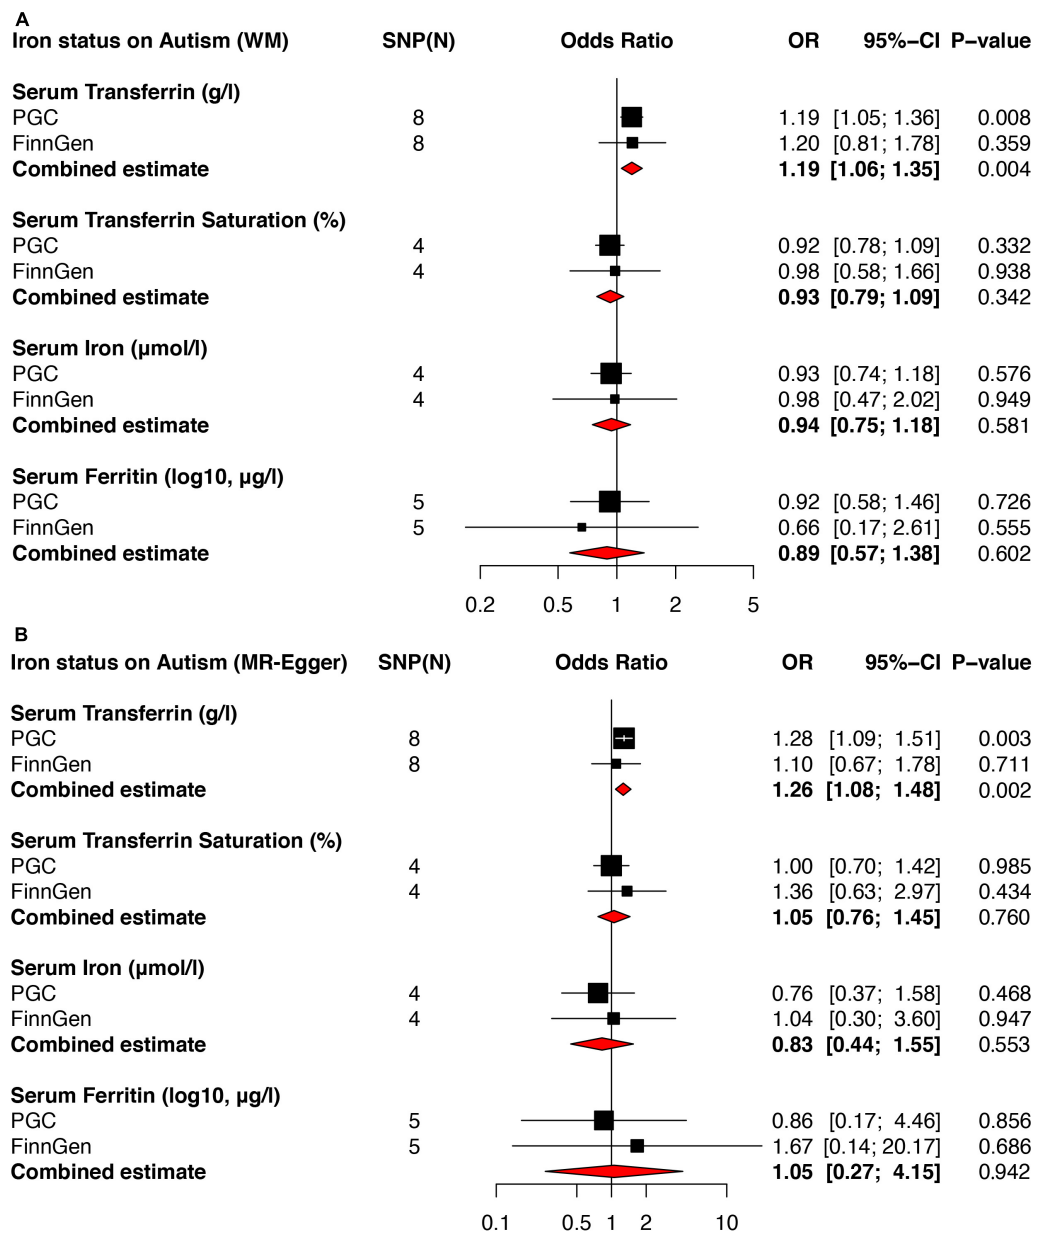 A
Iron status on Autism (WM) SNP(N) Odds Ratio OR 95%−CI P−value
Serum Transferrin (g/l)
PGC 8 1.19 [1.05; 1.36] 0.008
FinnGen 8 1.20 [0.81; 1.78] 0.359
Combined estimate 1.19 [1.06; 1.35] 0.004
Serum Transferrin Saturation (%)
PGC 4 0.92 [0.78; 1.09] 0.332
FinnGen 4 0.98 [0.58; 1.66] 0.938
Combined estimate 0.93 [0.79; 1.09] 0.342
Serum Iron (µmol/l)
PGC 4 0.93 [0.74; 1.18] 0.576
FinnGen 4 0.98 [0.47; 2.02] 0.949
Combined estimate 0.94 [0.75; 1.18] 0.581
Serum Ferritin (log10, µg/l)
PGC 5 0.92 [0.58; 1.46] 0.726
FinnGen 5 0.66 [0.17; 2.61] 0.555
Combined estimate 0.89 [0.57; 1.38] 0.602
0.2 0.5 1 2 5
B
Iron status on Autism (MR-Egger) SNP(N) Odds Ratio OR 95%−CI P−value
Serum Transferrin (g/l)
PGC 8 1.28 [1.09; 1.51] 0.003
FinnGen 8 1.10 [0.67; 1.78] 0.711
Combined estimate 1.26 [1.08; 1.48] 0.002
Serum Transferrin Saturation (%)
PGC 4 1.00 [0.70; 1.42] 0.985
FinnGen 4 1.36 [0.63; 2.97] 0.434
Combined estimate 1.05 [0.76; 1.45] 0.760
Serum Iron (µmol/l)
PGC 4 0.76 [0.37; 1.58] 0.468
FinnGen 4 1.04 [0.30; 3.60] 0.947
Combined estimate 0.83 [0.44; 1.55] 0.553
Serum Ferritin (log10, µg/l)
PGC 5 0.86 [0.17; 4.46] 0.856
FinnGen 5 1.67 [0.14; 20.17] 0.686
Combined estimate 1.05 [0.27; 4.15] 0.942
0.1 0.5 1 2 10